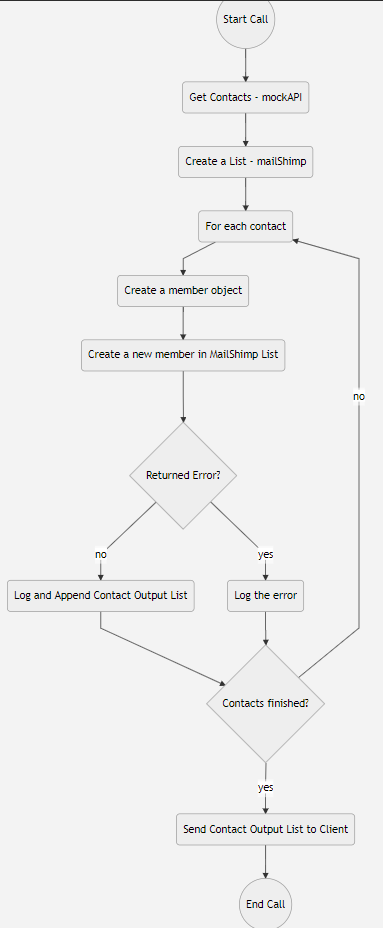 Start Call
Get Contacts - mockAPI
Create a List - mailShimp
For each contact
Create a member object
Create a new member in MailShimp List
no
Returned Error?
no
yes
Log and Append Contact Output List
Log the error
Contacts finished?
yes
Send Contact Output List to Client
End Call